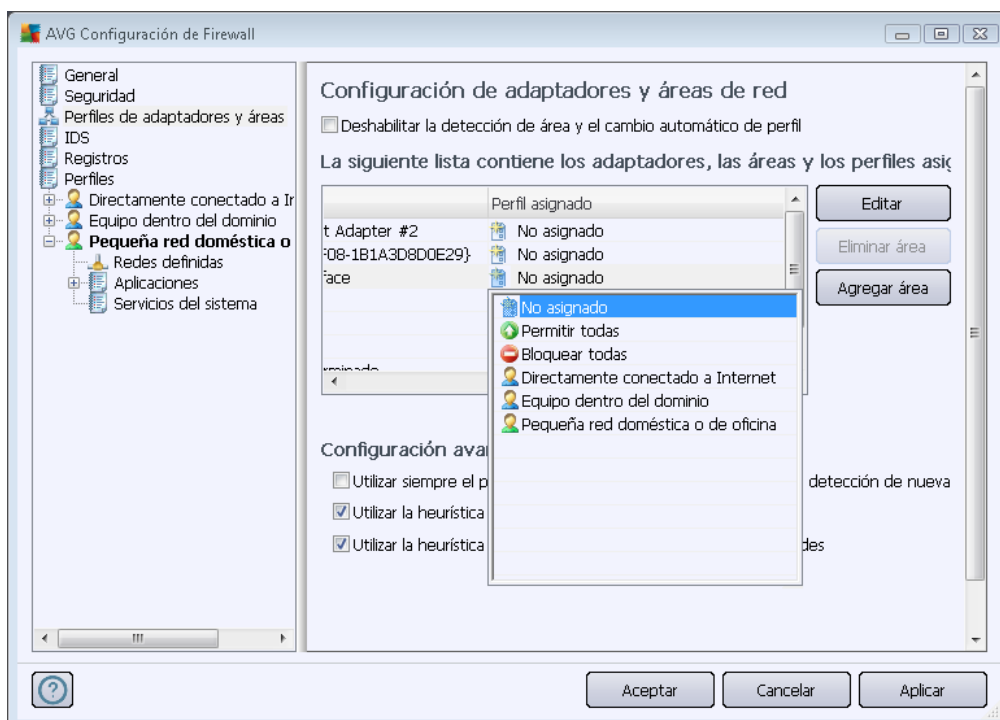 AVG Configuración de Firewall
General
Seguridad
Perfiles de adaptadores y áreas
IDS
Registros
Perfiles
Directamente conectado a Ir
Equipo dentro del dominio
Pequeña red doméstica o
Redes definidas
Aplicaciones
Servicios del sistema
Configuración de adaptadores y áreas de red
Deshabilitar la detección de área y el cambio automático de perfil
La siguiente lista contiene los adaptadores, las áreas y los perfiles asig
Perfil asignado
t Adapter #2 No asignado
F08-1B1A3D8D0E29} No asignado
face No asignado
Editar
Eliminar área
Agregar área
No asignado
Permitir todas
Bloquear todas
Directamente conectado a Internet
Equipo dentro del dominio
Pequeña red doméstica o de oficina
Configuración ava
Utilizar siempre el p detección de nueva
Utilizar la heurística
Utilizar la heurística des
Aceptar
Cancelar
Aplicar